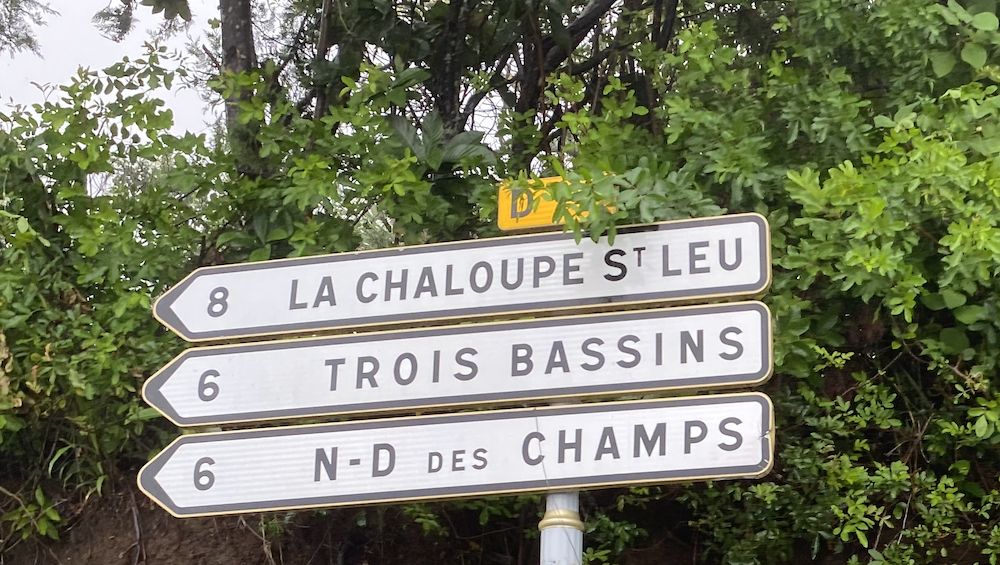 D
8 LA CHALOUPE ST LEU
6 TROIS BASSINS
6 N-D DES CHAMPS